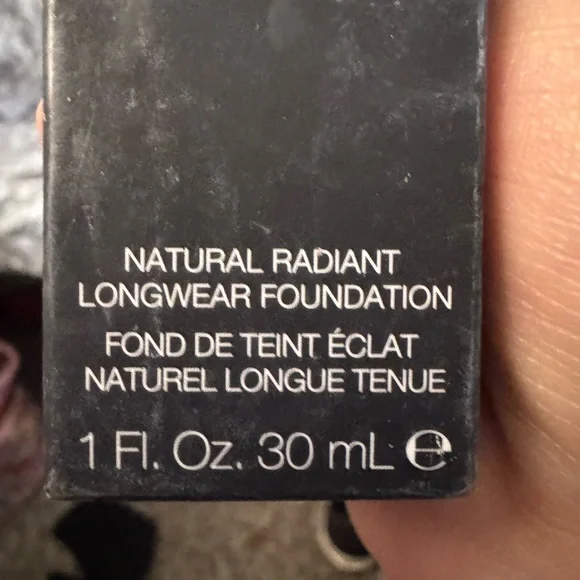 NATURAL RADIANT
LONGWEAR FOUNDATION
FOND DE TEINT ÉCLAT
NATUREL LONGUE TENUE
1 Fl. Oz. 30 mL ℮